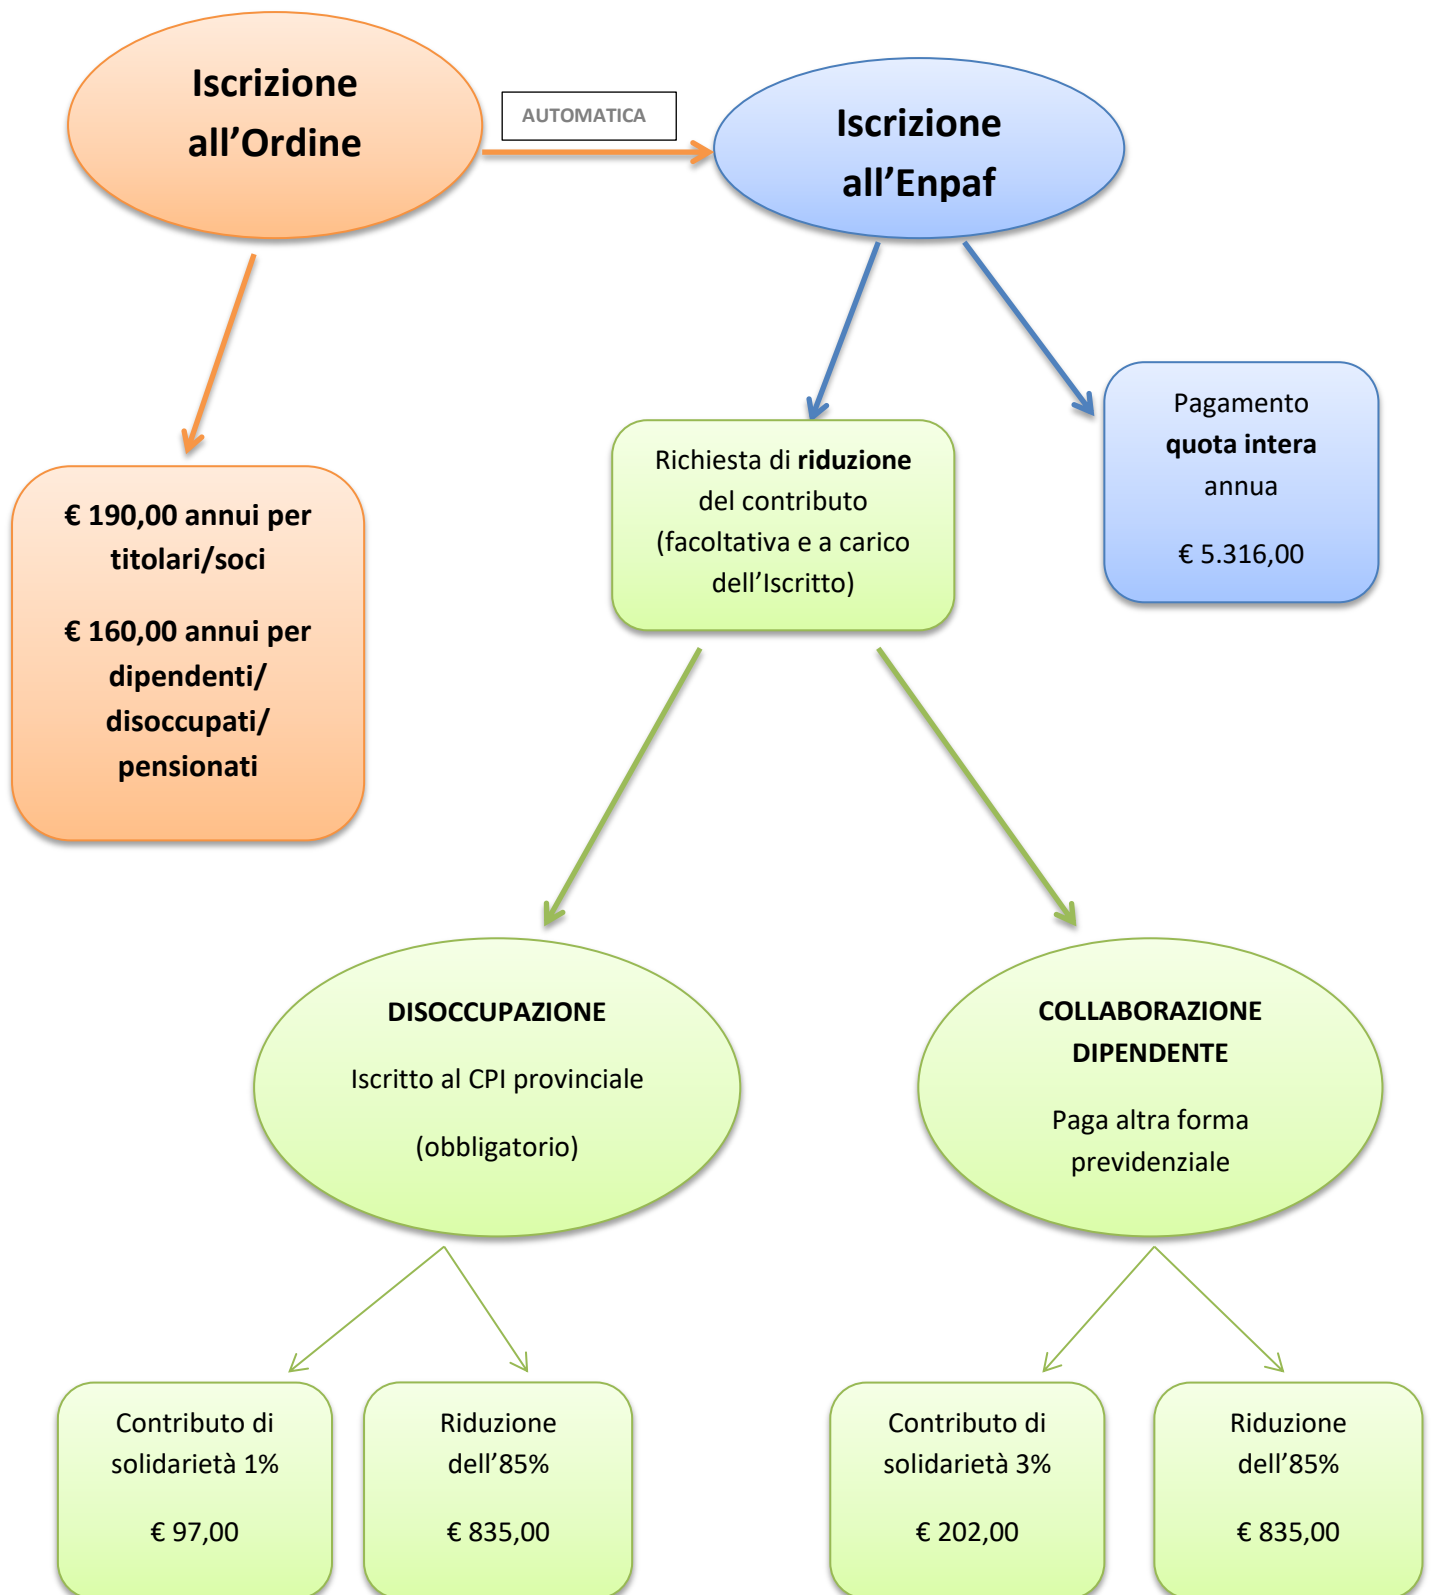 Iscrizione
all’Ordine
AUTOMATICA
Iscrizione
all’Enpaf
€ 190,00 annui per
titolari/soci
€ 160,00 annui per
dipendenti/
disoccupati/
pensionati
Richiesta di riduzione
del contributo
(facoltativa e a carico
dell’Iscritto)
Pagamento
quota intera
annua
€ 5.316,00
DISOCCUPAZIONE
Iscritto al CPI provinciale
(obbligatorio)
COLLABORAZIONE
DIPENDENTE
Paga altra forma
previdenziale
Contributo di
solidarietà 1%
€ 97,00
Riduzione
dell’85%
€ 835,00
Contributo di
solidarietà 3%
€ 202,00
Riduzione
dell’85%
€ 835,00